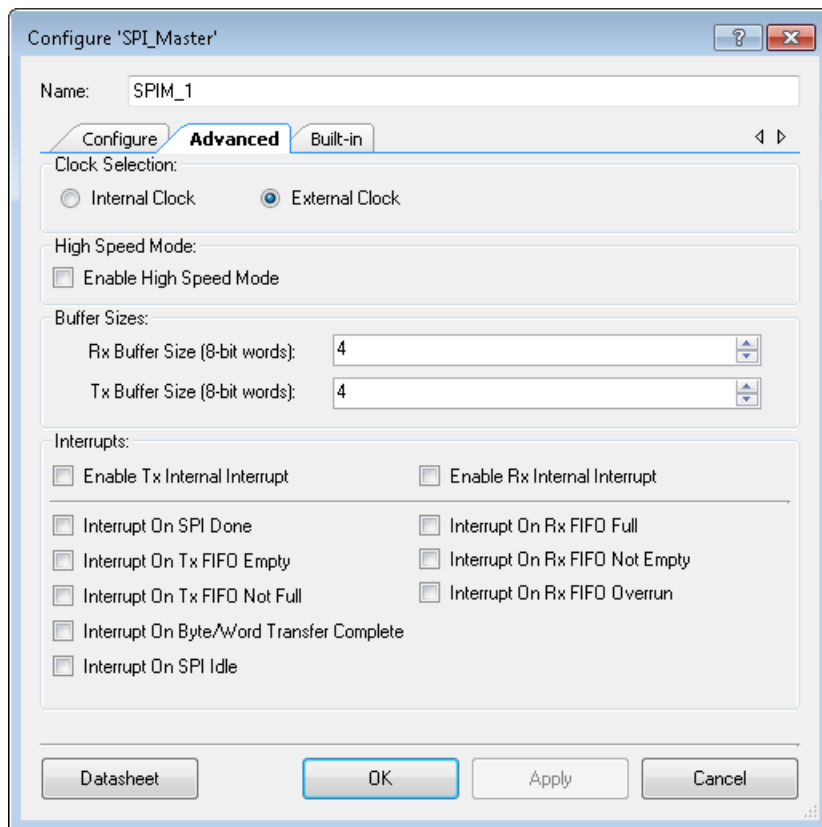 Configure 'SPI_Master'
Name: SPIM_1
Configure Advanced Built-in
Clock Selection:
Internal Clock External Clock
High Speed Mode:
Enable High Speed Mode
Buffer Sizes:
Rx Buffer Size (8-bit words): 4
Tx Buffer Size (8-bit words): 4
Interrupts:
Enable Tx Internal Interrupt Enable Rx Internal Interrupt
Interrupt On SPI Done Interrupt On Rx FIFO Full
Interrupt On Tx FIFO Empty Interrupt On Rx FIFO Not Empty
Interrupt On Tx FIFO Not Full Interrupt On Rx FIFO Overrun
Interrupt On Byte/Word Transfer Complete
Interrupt On SPI Idle
Datasheet OK Apply Cancel